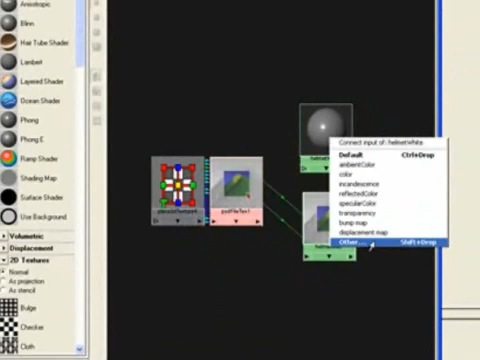 Anisotropic
Blinn
Hair Tube Shader
Lambert
Layered Shader
Ocean Shader
Phong
Phong E
Ramp Shader
Shading Map
Surface Shader
Use Background
Volumetric
Displacement
2D Textures
Normal
As projection
As stencil
Bulge
Checker
Cloth
Connect input of: helmetWhite
Default Ctrl+Drop
ambientColor
color
incandescence
reflectedColor
specularColor
transparency
bump map
displacement map
Other... Shift+Drop